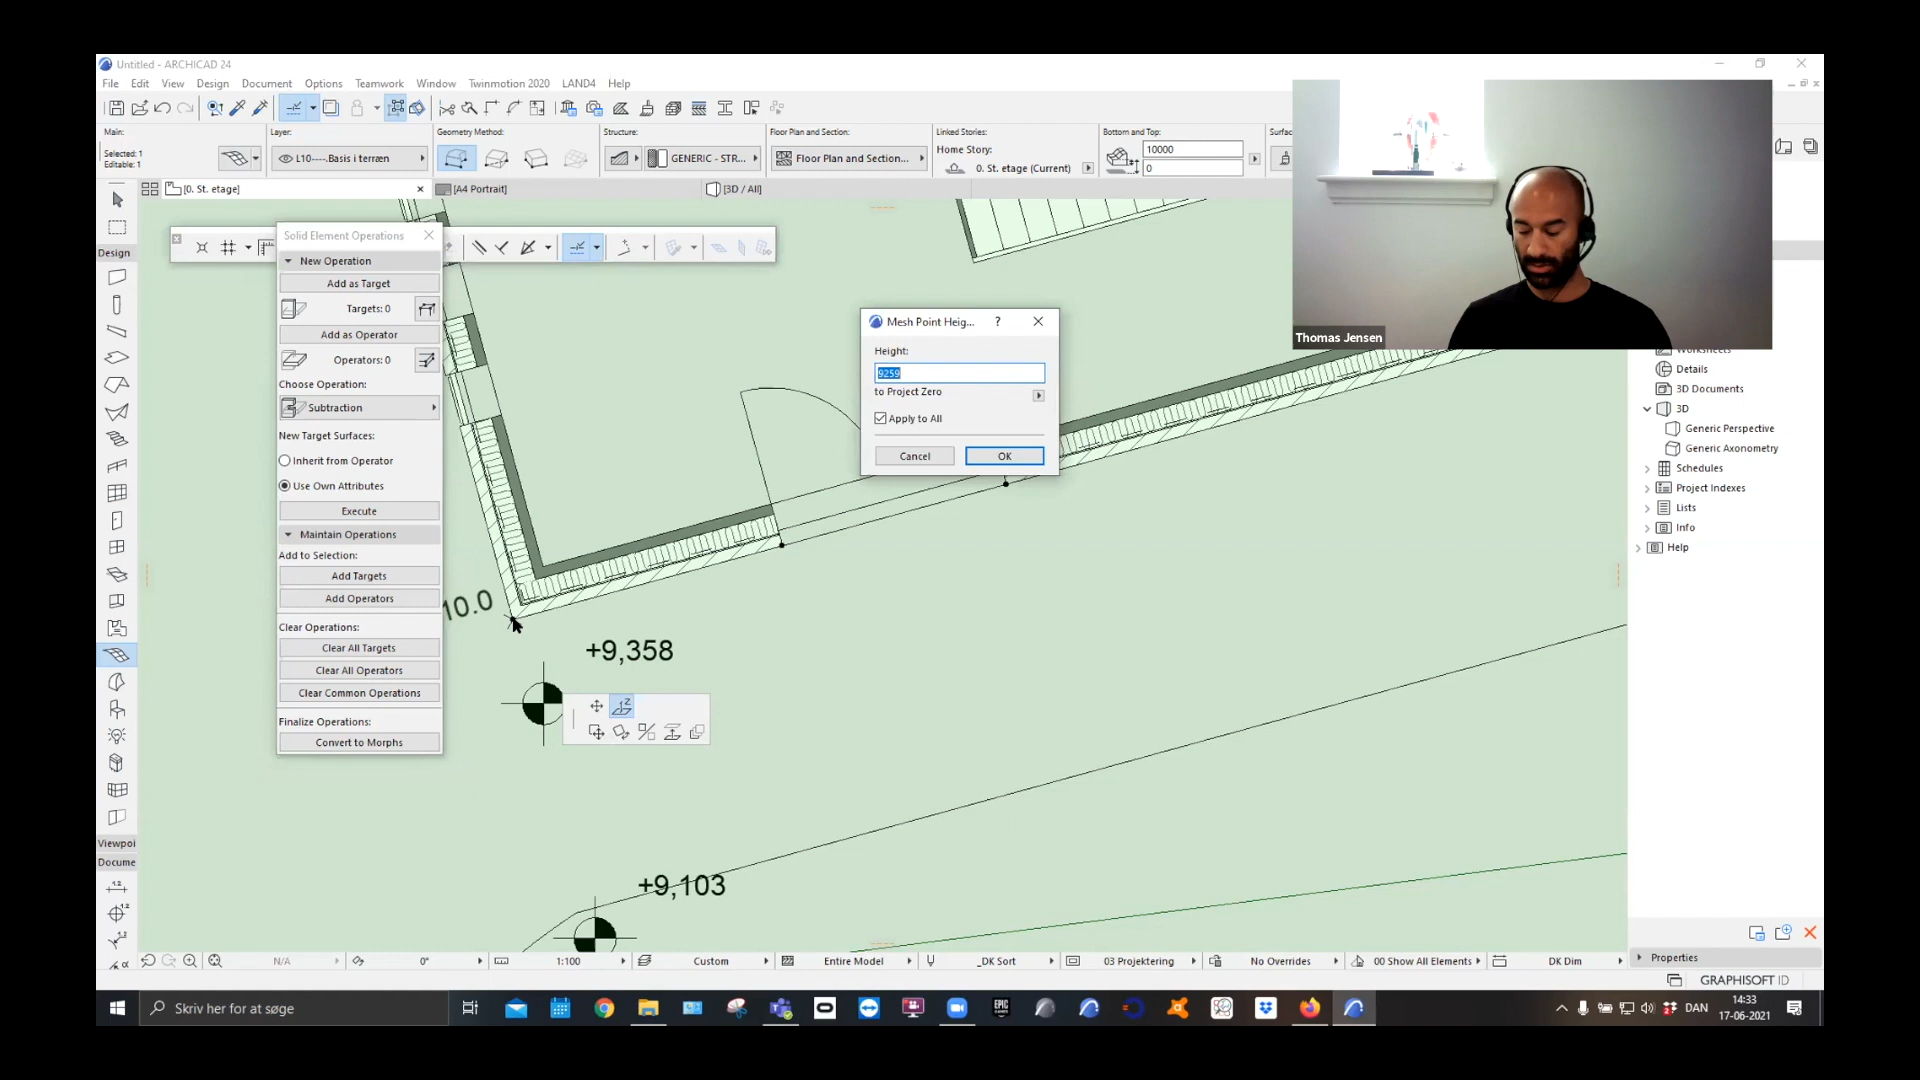 Untitled - ARCHICAD 24
File Edit View Design Document Options Teamwork Window Twinmotion 2020 LAND4 Help
Main:
Selected: 1
Editable: 1
Layer:
L10----.Basis i terræn
Geometry Method:
Structure:
GENERIC - STR...
Floor Plan and Section:
Floor Plan and Section...
Linked Stories:
Home Story:
0. St. etage (Current)
Bottom and Top:
10000
0
[0. St. etage]
[A4 Portrait]
[3D / All]
Design
Solid Element Operations
New Operation
Add as Target
Targets: 0
Add as Operator
Operators: 0
Choose Operation:
Subtraction
New Target Surfaces:
Inherit from Operator
Use Own Attributes
Execute
Maintain Operations
Add to Selection:
Add Targets
Add Operators
Clear Operations:
Clear All Targets
Clear All Operators
Clear Common Operations
Finalize Operations:
Convert to Morphs
Mesh Point Heig...
?
Height:
9259
to Project Zero
Apply to All
Cancel
OK
10.0
+9,358
+9,103
Thomas Jensen
Details
3D Documents
3D
Generic Perspective
Generic Axonometry
Schedules
Project Indexes
Lists
Info
Help
Viewpoi
Docume
N/A
0°
1:100
Custom
Entire Model
_DK Sort
03 Projektering
No Overrides
00 Show All Elements
DK Dim
Properties
GRAPHISOFT ID
Skriv her for at søge
EPIC
DAN
14:33
17-06-2021